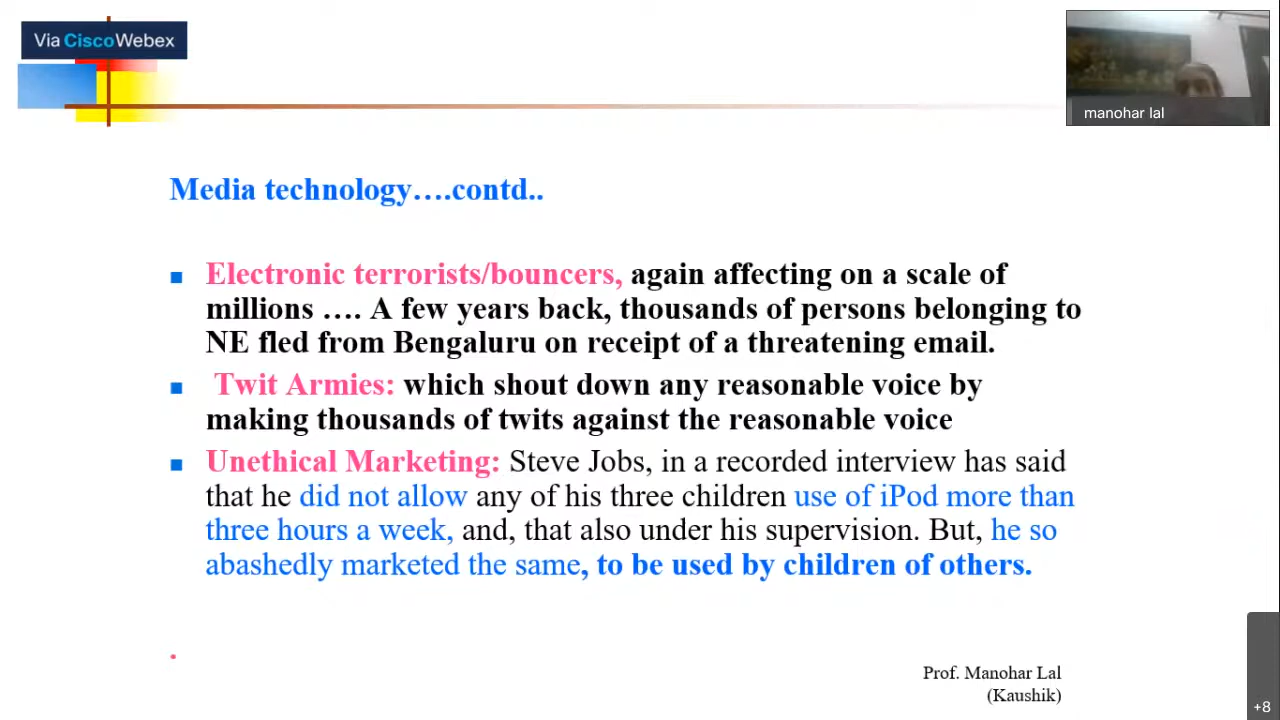 Via Cisco Webex
manohar lal
Media technology….contd..
Electronic terrorists/bouncers, again affecting on a scale of
millions …. A few years back, thousands of persons belonging to
NE fled from Bengaluru on receipt of a threatening email.
Twit Armies: which shout down any reasonable voice by
making thousands of twits against the reasonable voice
Unethical Marketing: Steve Jobs, in a recorded interview has said
that he did not allow any of his three children use of iPod more than
three hours a week, and, that also under his supervision. But, he so
abashedly marketed the same, to be used by children of others.
.
Prof. Manohar Lal
(Kaushik)
+8